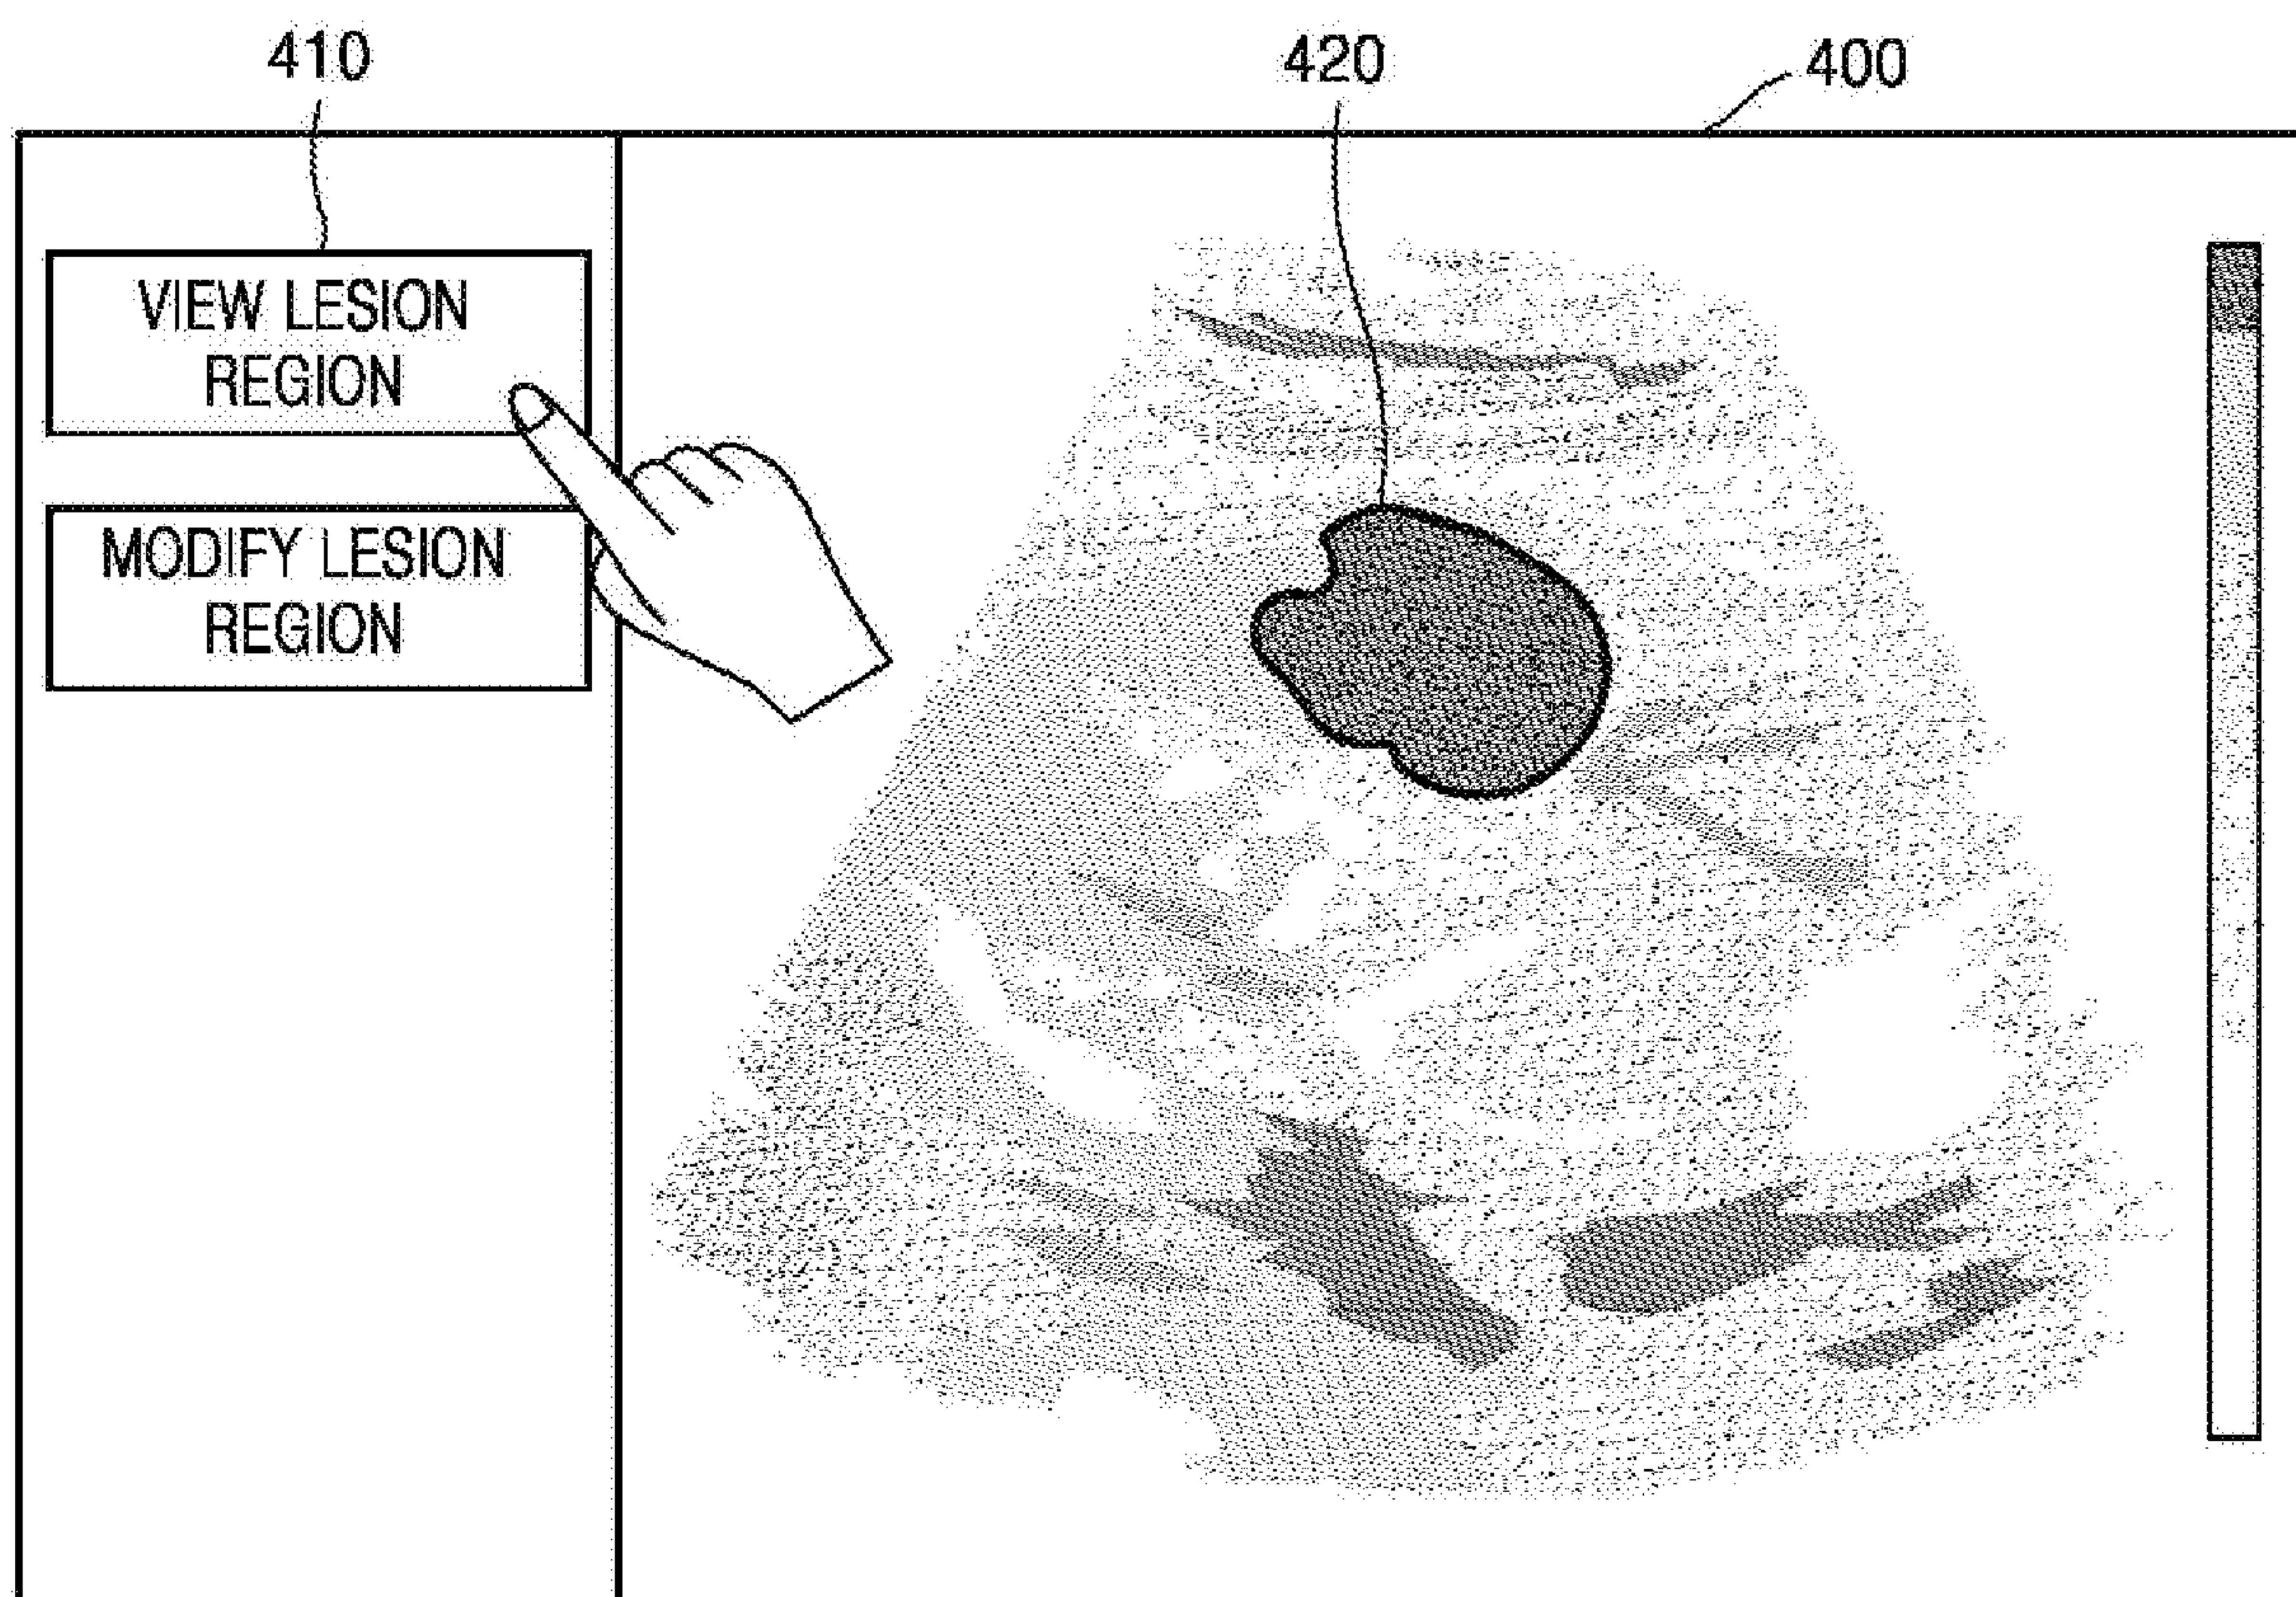 410
420
400
VIEW LESION
REGION
MODIFY LESION
REGION